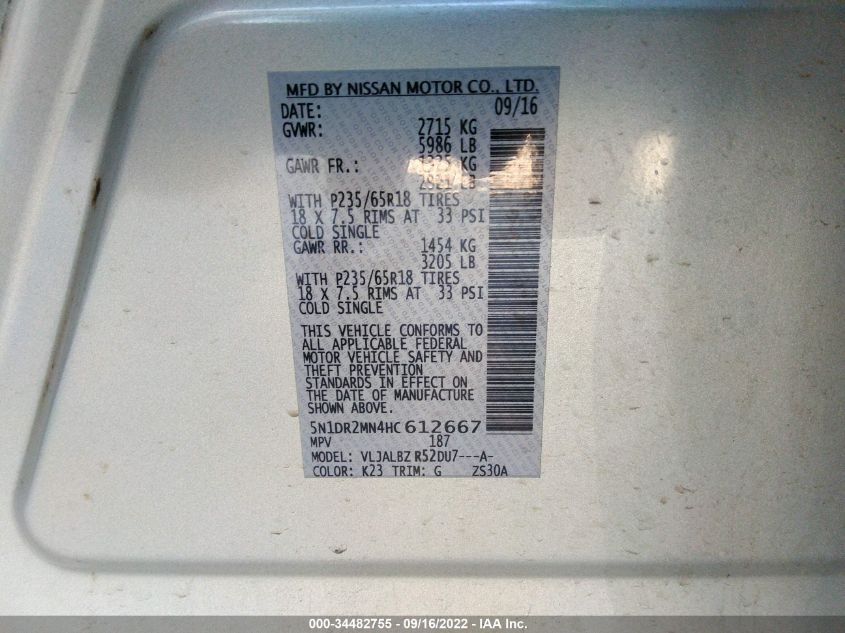 MFD BY NISSAN MOTOR CO., LTD.
DATE: 09/16
GVWR: 2715 KG
5986 LB
GAWR FR.: KG
LB
WITH P235/65R18 TIRES
18 X 7.5 RIMS AT 33 PSI
COLD SINGLE
GAWR RR.: 1454 KG
3205 LB
WITH P235/65R18 TIRES
18 X 7.5 RIMS AT 33 PSI
COLD SINGLE
THIS VEHICLE CONFORMS TO
ALL APPLICABLE FEDERAL
MOTOR VEHICLE SAFETY AND
THEFT PREVENTION
STANDARDS IN EFFECT ON
THE DATE OF MANUFACTURE
SHOWN ABOVE.
5N1DR2MN4HC612667
MPV 187
MODEL: VLJALBZ R52DU7---A-
COLOR: K23 TRIM: G ZS30A
000-34482755 - 09/16/2022 - IAA Inc.